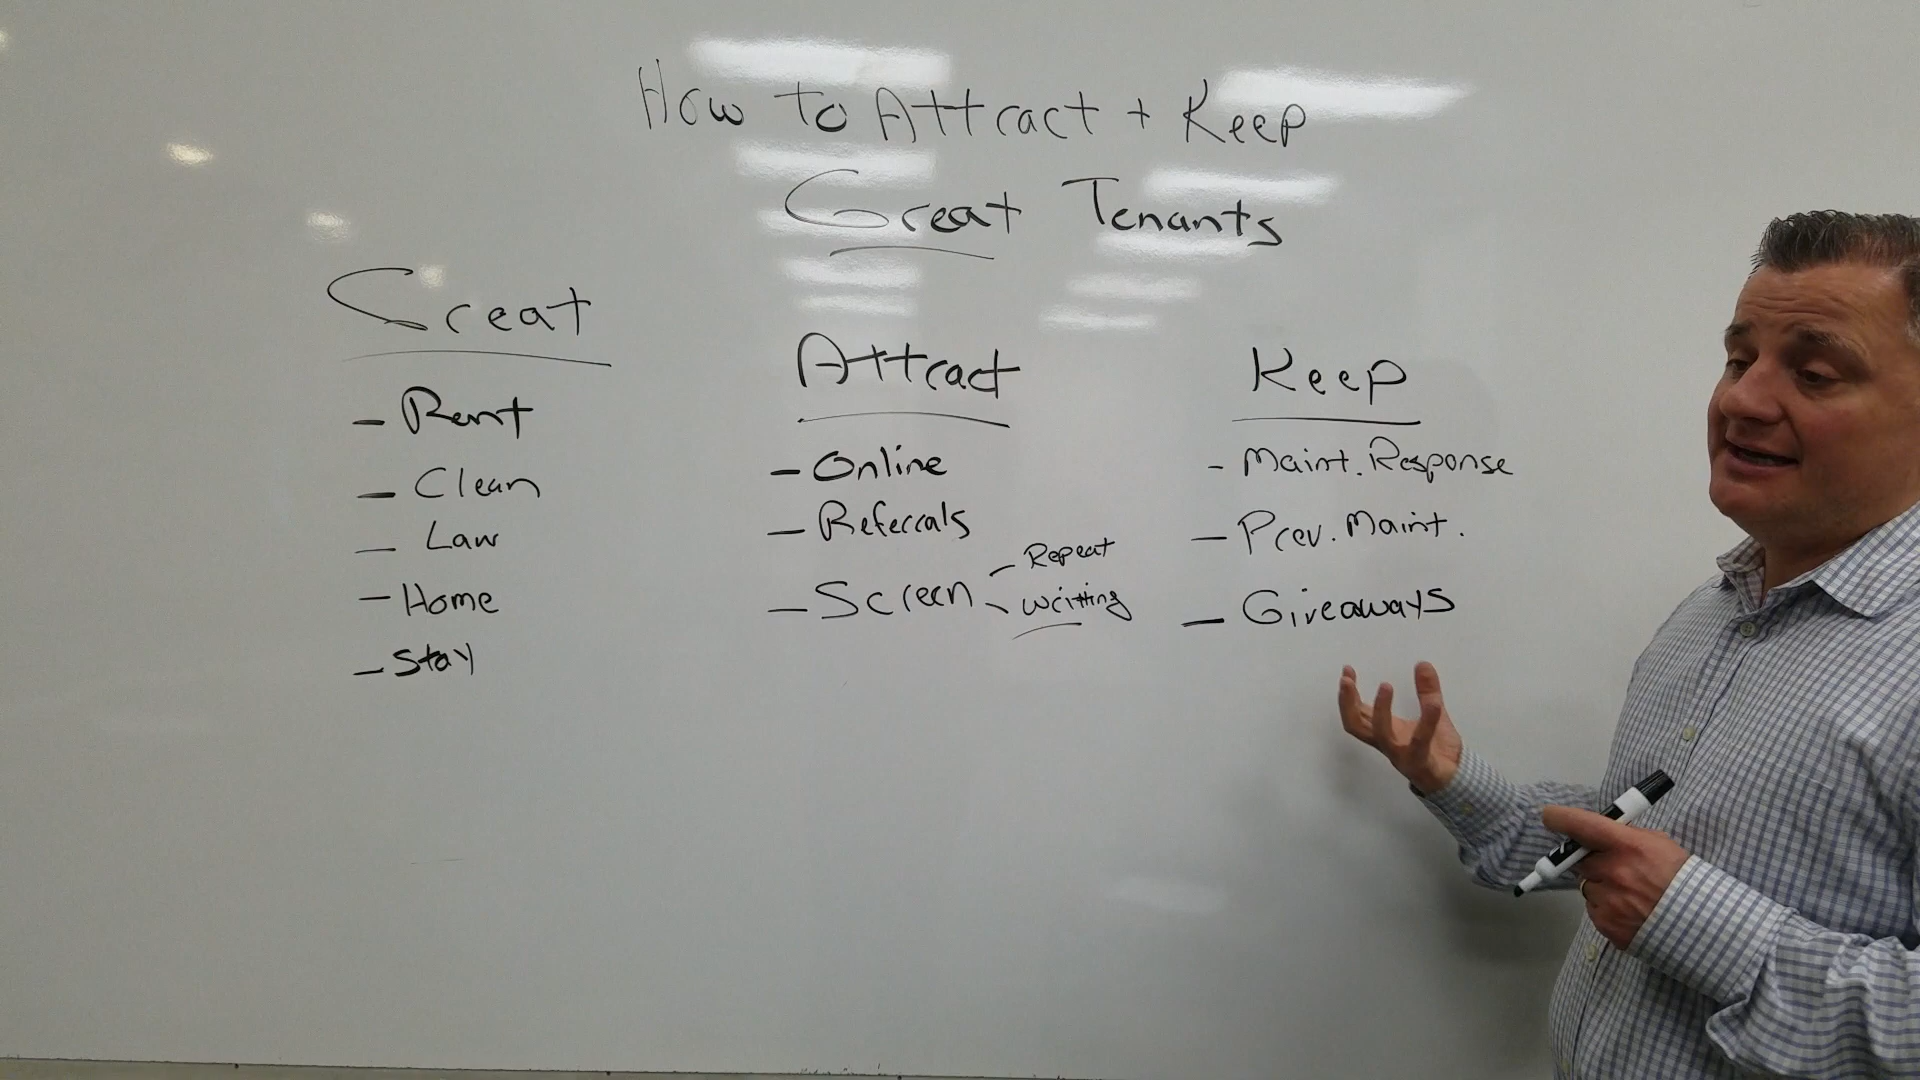 How to Attract + Keep
Great Tenants
Great
- Rent
- Clean
- Law
- Home
- Stay
Attract
- Online
- Referrals
- Screen - Repeat
- Writting
Keep
- Maint. Response
- Prev. Maint.
- Giveaways